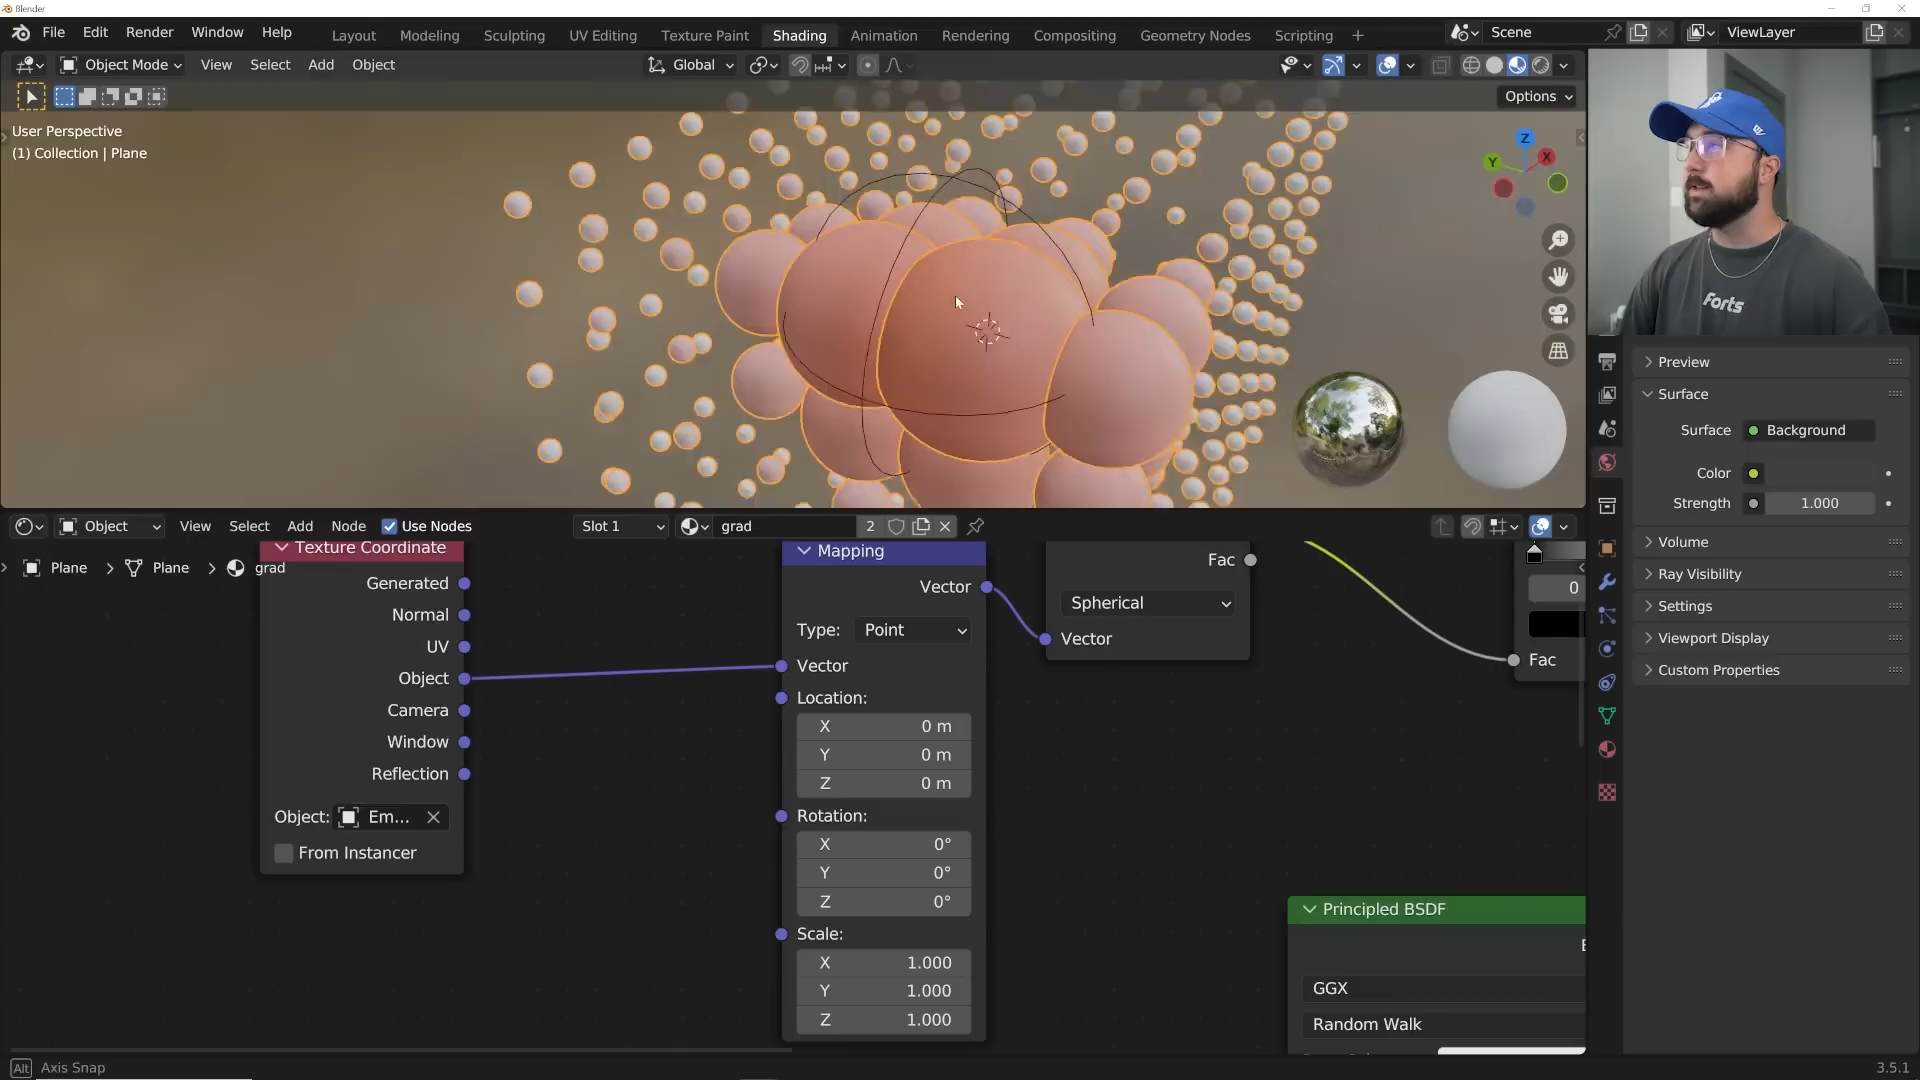 Blender
File Edit Render Window Help
Layout Modeling Sculpting UV Editing Texture Paint Shading Animation Rendering Compositing Geometry Nodes Scripting +
Scene
ViewLayer
Object Mode View Select Add Object
Global
Options
User Perspective
(1) Collection | Plane
Z
Y
X
forts
Preview
Surface
Surface Background
Color
Strength 1.000
Volume
Ray Visibility
Settings
Viewport Display
Custom Properties
Object View Select Add Node Use Nodes
Slot 1
grad 2
Plane > Plane > grad
Texture Coordinate
Generated
Normal
UV
Object
Camera
Window
Reflection
Object: Em...
From Instancer
Mapping
Vector
Type: Point
Vector
Location:
X 0 m
Y 0 m
Z 0 m
Rotation:
X 0°
Y 0°
Z 0°
Scale:
X 1.000
Y 1.000
Z 1.000
Fac
Spherical
Vector
0
Fac
Principled BSDF
GGX
Random Walk
Alt Axis Snap
3.5.1